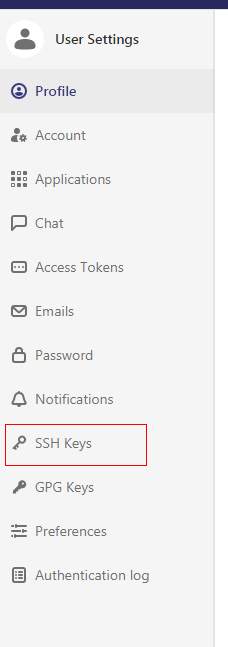 User Settings
Profile
Account
Applications
Chat
Access Tokens
Emails
Password
Notifications
SSH Keys
GPG Keys
Preferences
Authentication log